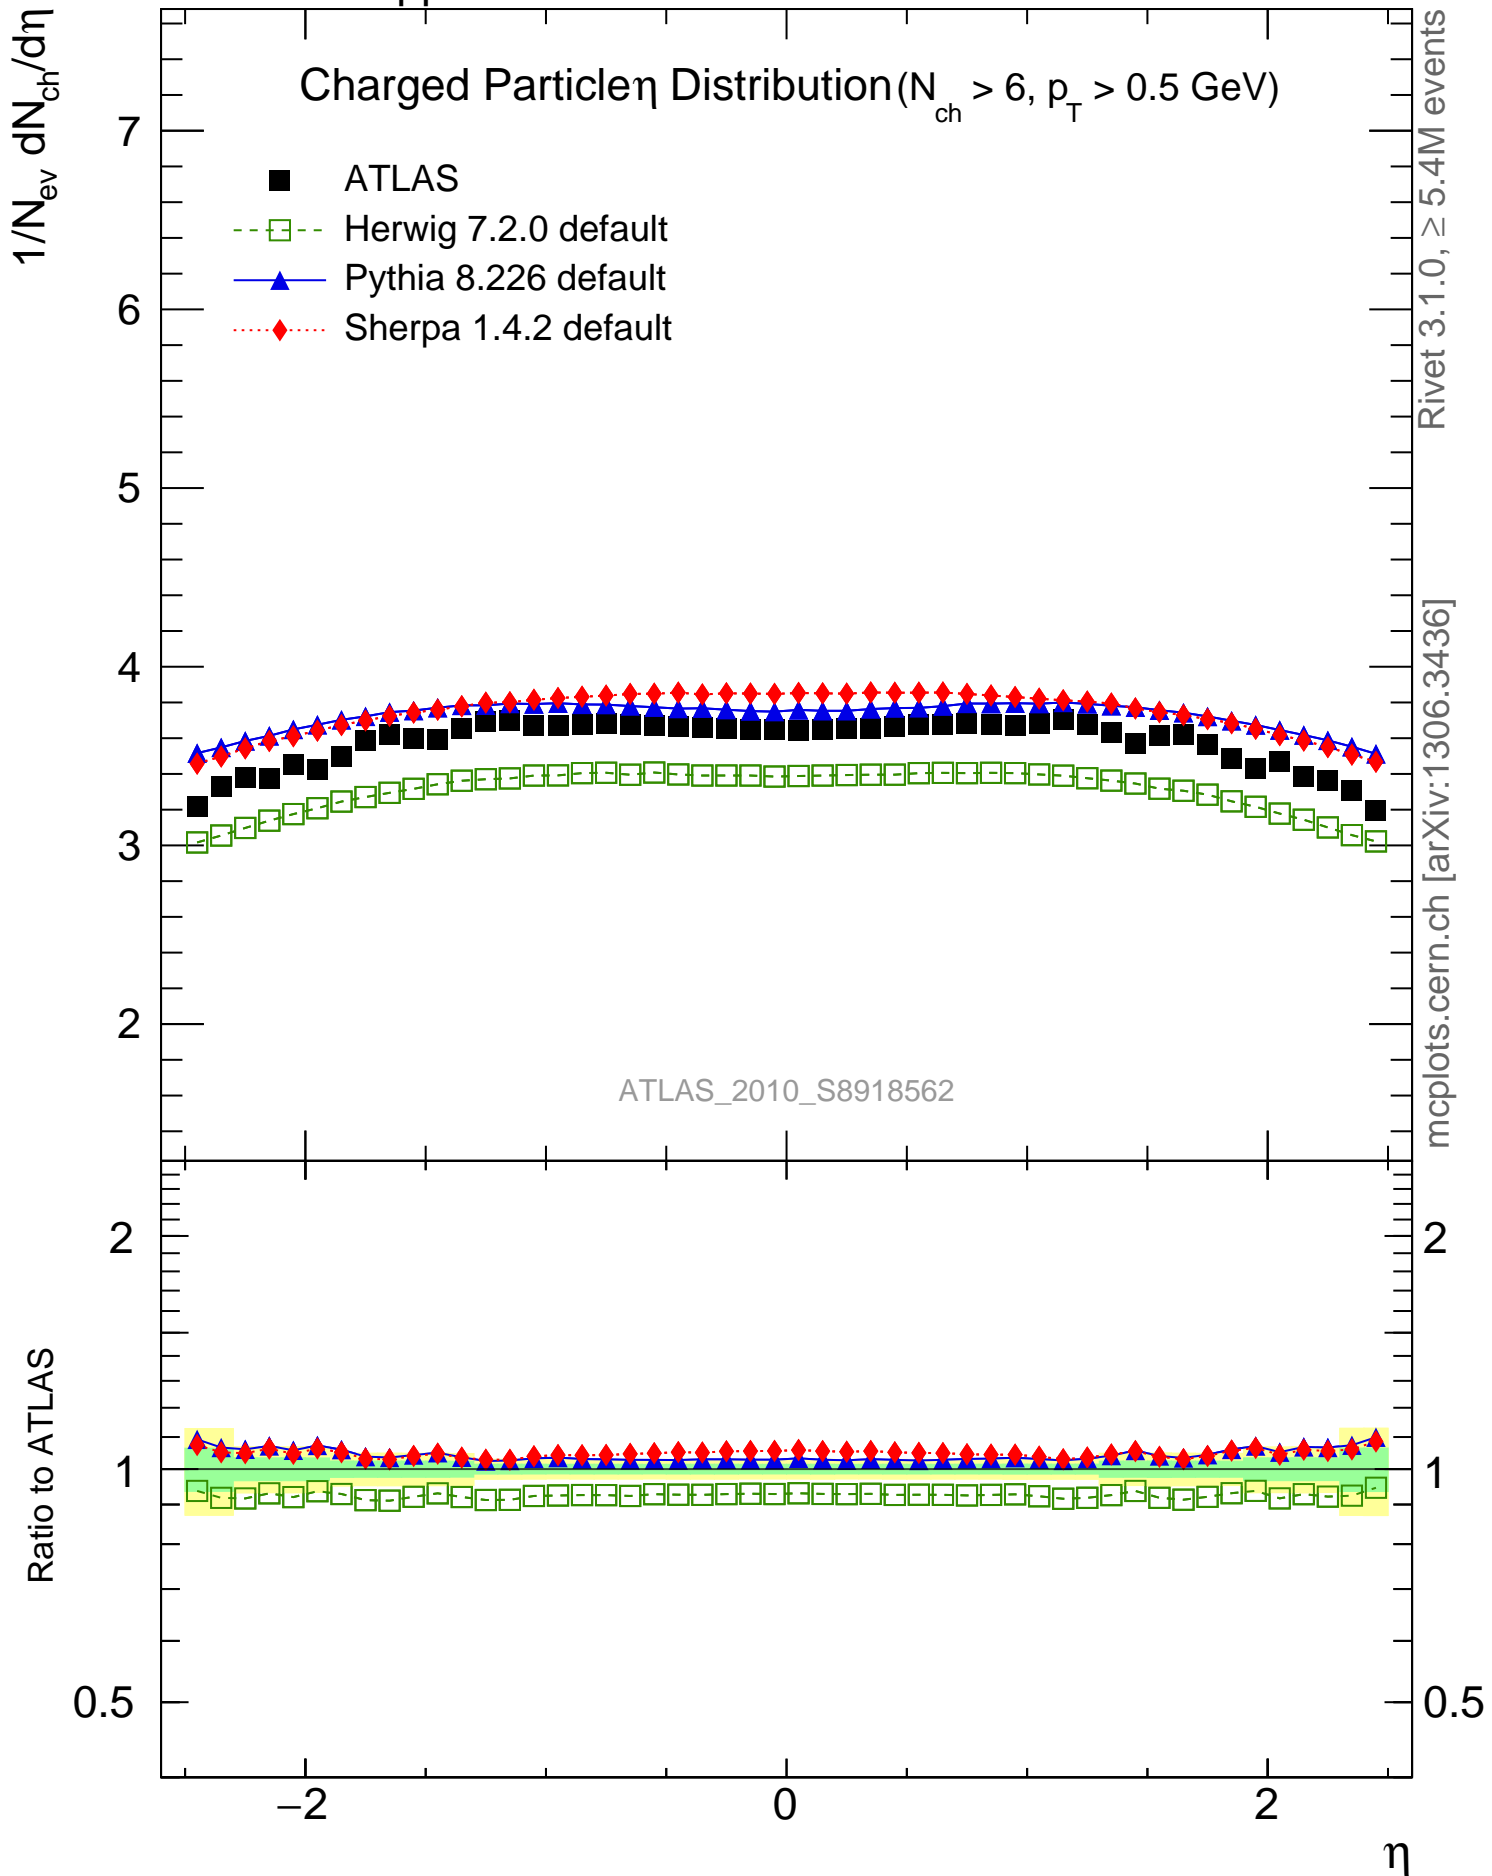 pp
1/N_ev dN_ch/dη
Charged Particleη Distribution(N_ch > 6, p_T > 0.5 GeV)
ATLAS
Herwig 7.2.0 default
Pythia 8.226 default
Sherpa 1.4.2 default
7
6
5
4
3
2
ATLAS_2010_S8918562
Rivet 3.1.0, ≥ 5.4M events
mcplots.cern.ch [arXiv:1306.3436]
Ratio to ATLAS
2
1
0.5
2
1
0.5
−2
0
2
η